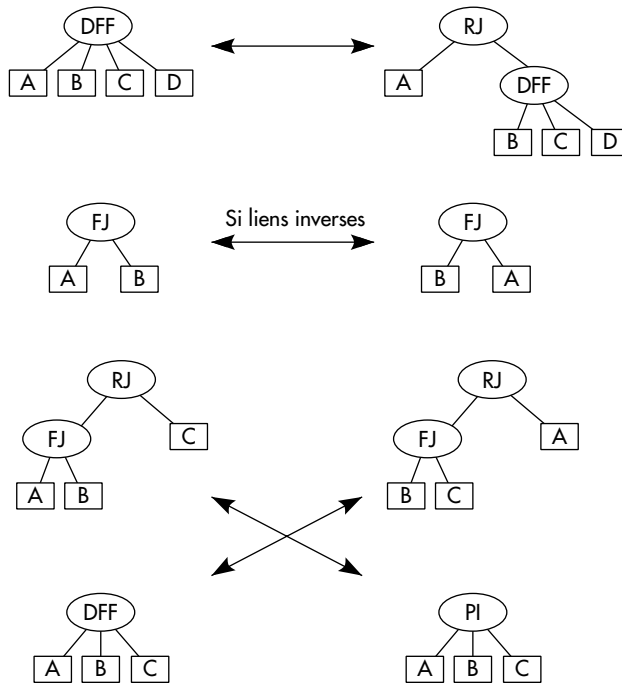 DFF RJ
A B C D A DFF
B C D
FJ Si liens inverses FJ
A B B A
RJ RJ
FJ C FJ A
A B B C
DFF PI
A B C A B C